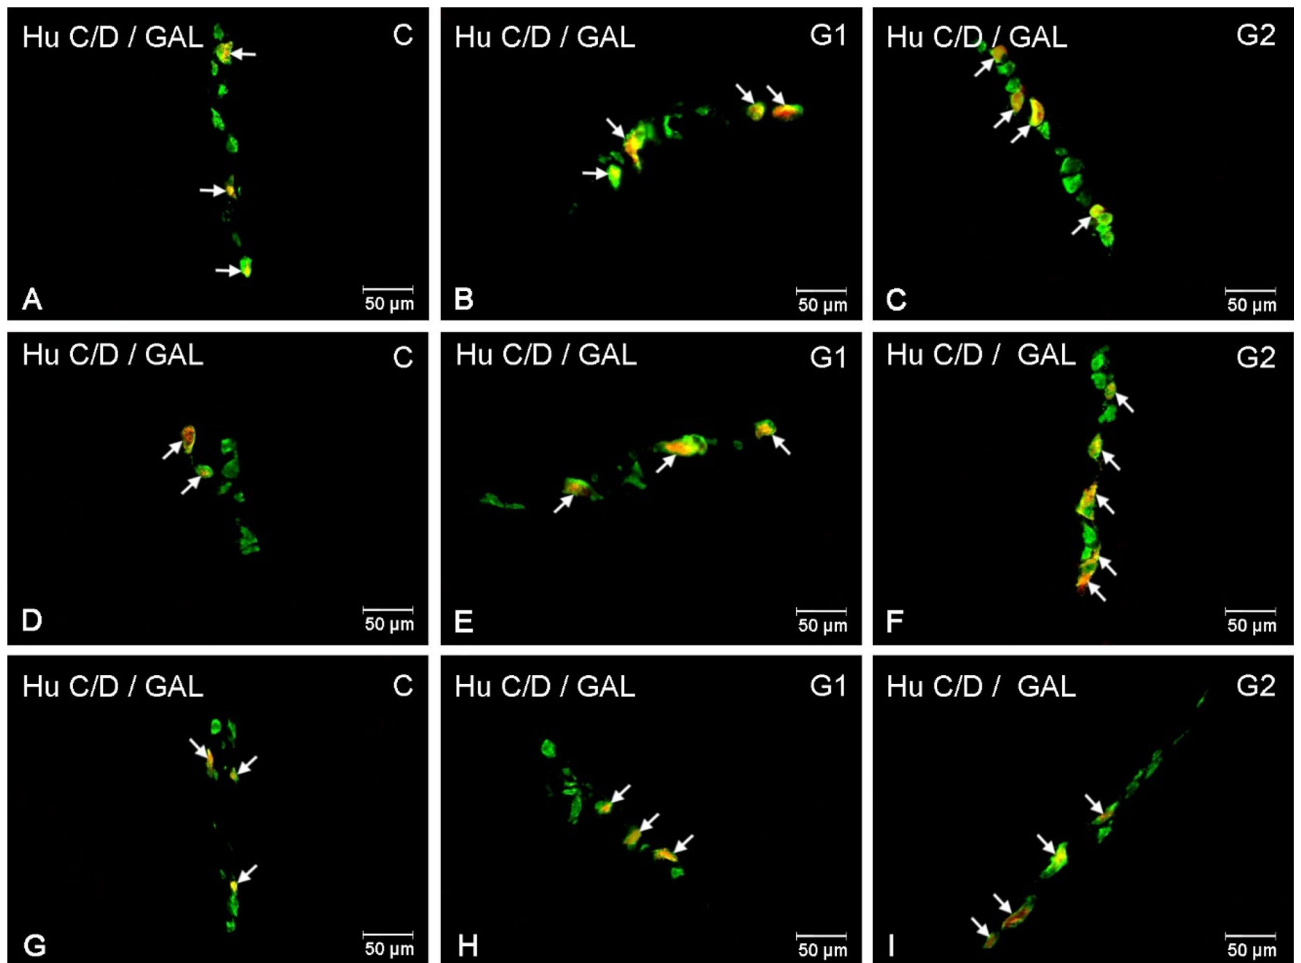 Hu C/D / GAL C
A 50 µm
Hu C/D / GAL G1
B 50 µm
Hu C/D / GAL G2
C 50 µm
Hu C/D / GAL C
D 50 µm
Hu C/D / GAL G1
E 50 µm
Hu C/D / GAL G2
F 50 µm
Hu C/D / GAL C
G 50 µm
Hu C/D / GAL G1
H 50 µm
Hu C/D / GAL G2
I 50 µm